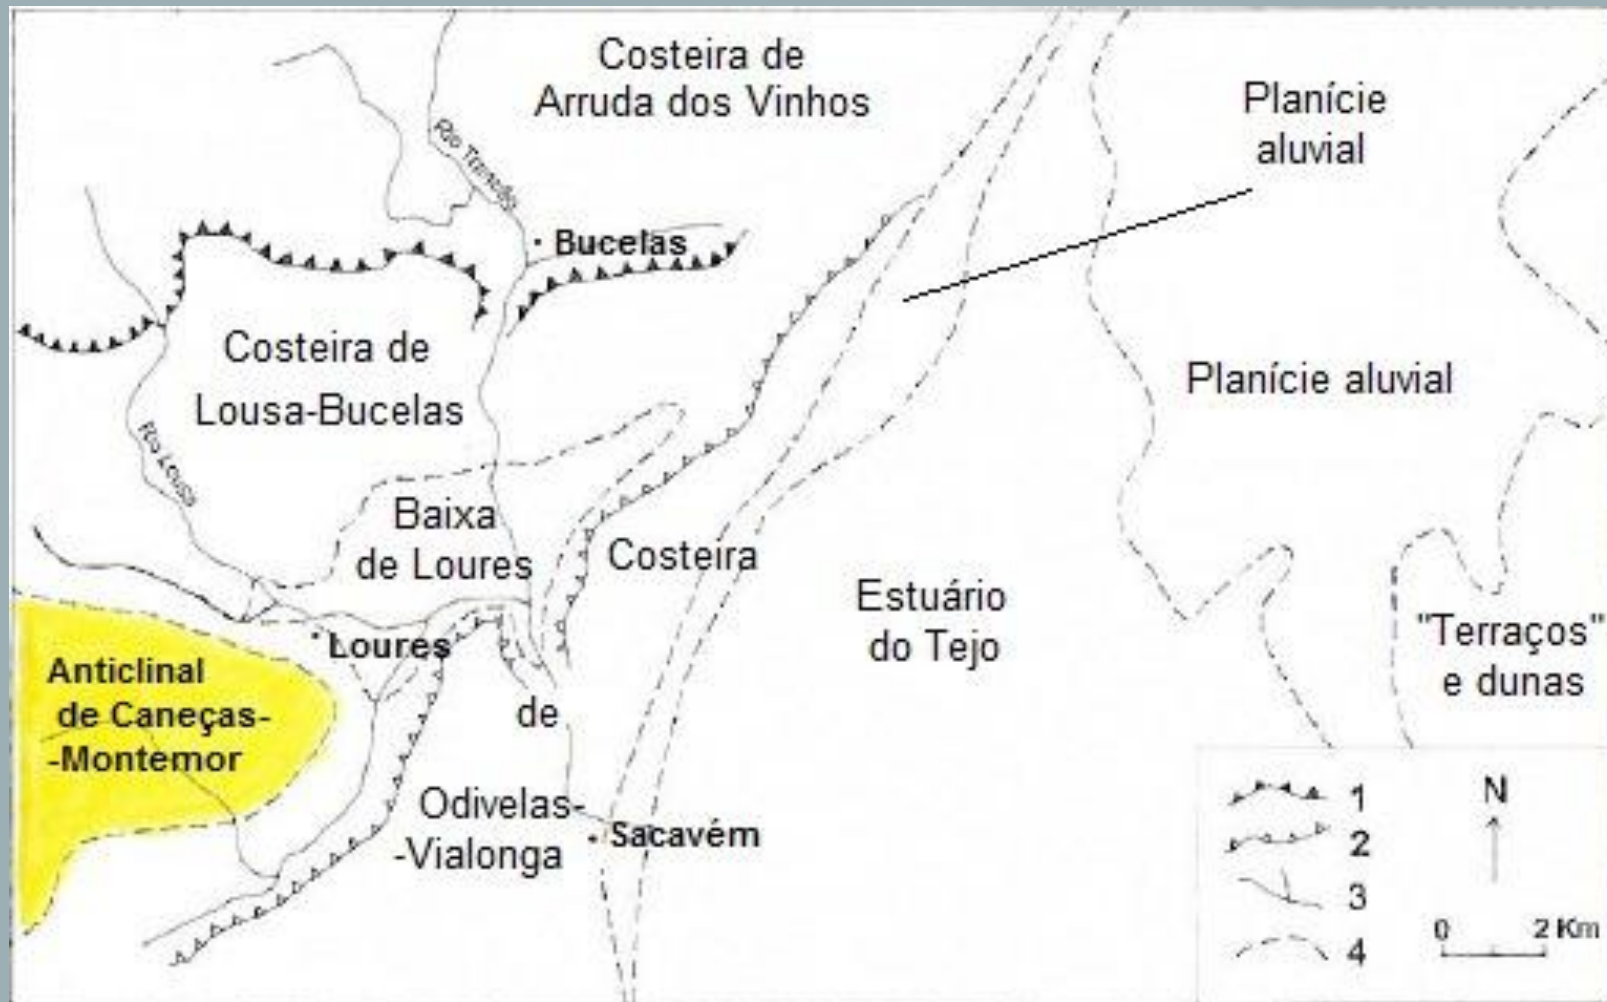 Costeira de
Arruda dos Vinhos
Planície
aluvial
Rio Trancão
Bucelas
Costeira de
Lousa-Bucelas
Planície aluvial
Rio Lousa
Baixa
de Loures
Costeira
Estuário
do Tejo
"Terraços"
e dunas
Loures
Anticlinal
de Caneças-
-Montemor
de
Odivelas-
-Vialonga
Sacavém
1
2
3
4
N
0 2 Km